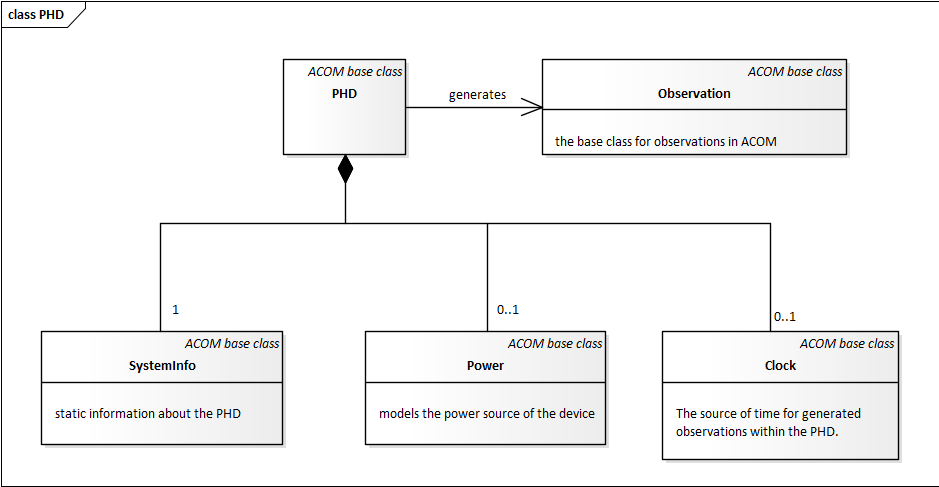 class PHD
ACOM base class
PHD
generates
ACOM base class
Observation
the base class for observations in ACOM
1
0..1
0..1
ACOM base class
SystemInfo
static information about the PHD
ACOM base class
Power
models the power source of the device
ACOM base class
Clock
The source of time for generated
observations within the PHD.